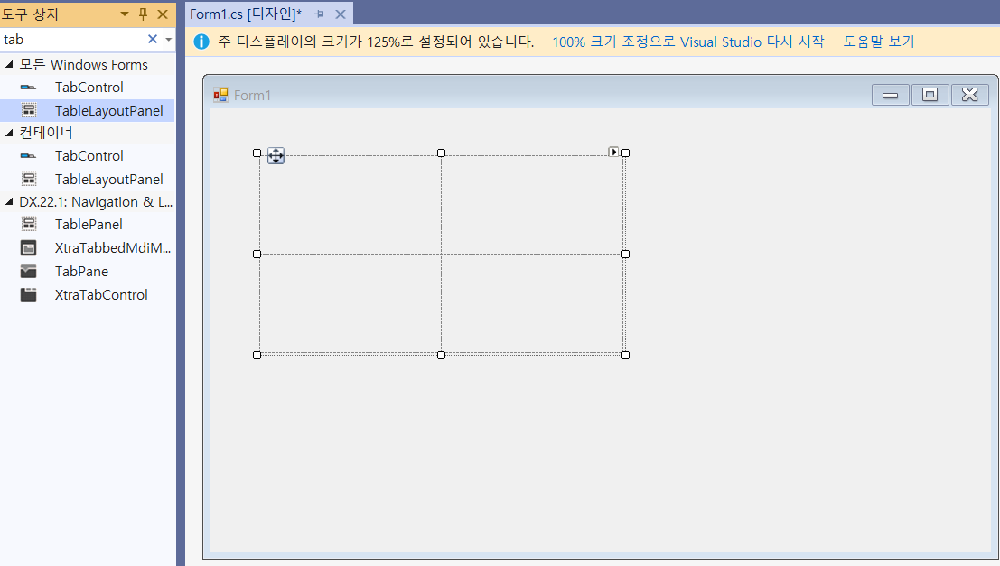 도구 상자
tab
모든 Windows Forms
TabControl
TableLayoutPanel
컨테이너
TabControl
TableLayoutPanel
DX.22.1: Navigation & L...
TablePanel
XtraTabbedMdiM...
TabPane
XtraTabControl
Form1.cs [디자인]*
주 디스플레이의 크기가 125%로 설정되어 있습니다. 100% 크기 조정으로 Visual Studio 다시 시작 도움말 보기
Form1